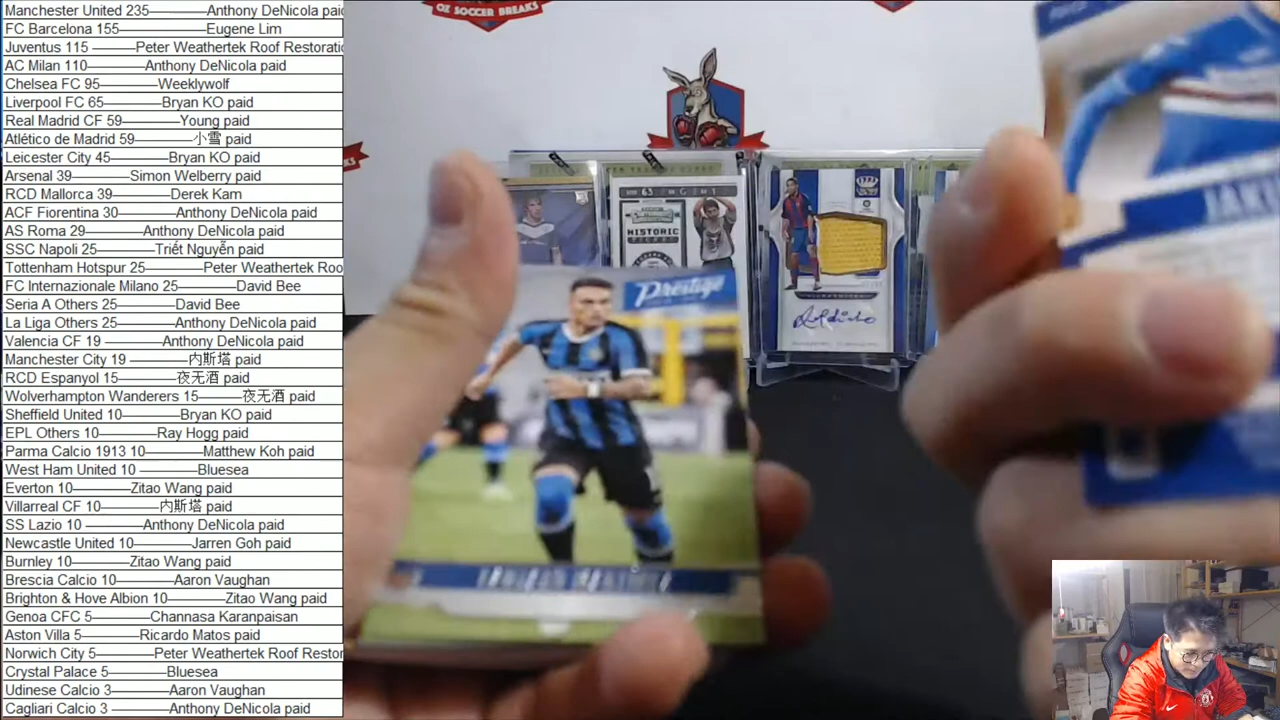 Manchester United 235———Anthony DeNicola paid
FC Barcelona 155———Eugene Lim
Juventus 115 ———Peter Weathertek Roof Restorati
AC Milan 110———Anthony DeNicola paid
Chelsea FC 95———Weeklywolf
Liverpool FC 65———Bryan KO paid
Real Madrid CF 59———Young paid
Atlético de Madrid 59———小雪 paid
Leicester City 45———Bryan KO paid
Arsenal 39———Simon Welberry paid
RCD Mallorca 39———Derek Kam
ACF Fiorentina 30———Anthony DeNicola paid
AS Roma 29———Anthony DeNicola paid
SSC Napoli 25———Triết Nguyễn paid
Tottenham Hotspur 25———Peter Weathertek Roo
FC Internazionale Milano 25———David Bee
Seria A Others 25———David Bee
La Liga Others 25———Anthony DeNicola paid
Valencia CF 19———Anthony DeNicola paid
Manchester City 19———内斯塔 paid
RCD Espanyol 15———夜无酒 paid
Wolverhampton Wanderers 15———夜无酒 paid
Sheffield United 10———Bryan KO paid
EPL Others 10———Ray Hogg paid
Parma Calcio 1913 10———Matthew Koh paid
West Ham United 10 ———Bluesea
Everton 10———Zitao Wang paid
Villarreal CF 10———内斯塔 paid
SS Lazio 10 ———Anthony DeNicola paid
Newcastle United 10———Jarren Goh paid
Burnley 10———Zitao Wang paid
Brescia Calcio 10———Aaron Vaughan
Brighton & Hove Albion 10———Zitao Wang paid
Genoa CFC 5———Channasa Karanpaisan
Aston Villa 5———Ricardo Matos paid
Norwich City 5———Peter Weathertek Roof Restor
Crystal Palace 5———Bluesea
Udinese Calcio 3———Aaron Vaughan
Cagliari Calcio 3———Anthony DeNicola paid
OZ SOCCER BREAKS
HISTORIC
Prestige